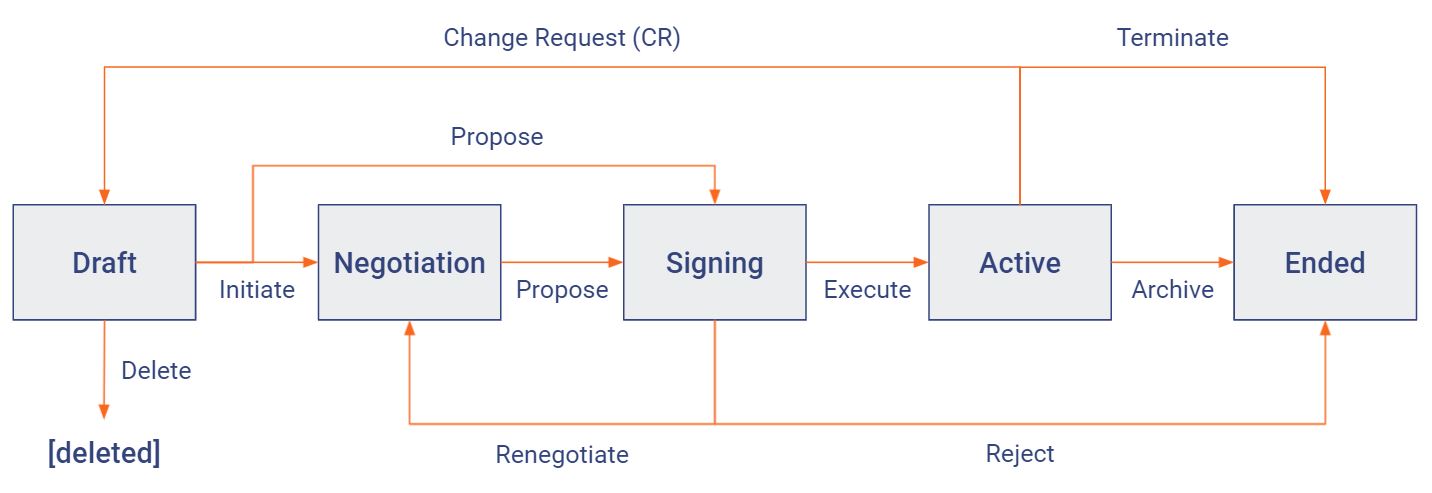 Change Request (CR)
Terminate
Propose
Draft
Negotiation
Signing
Active
Ended
Initiate
Propose
Execute
Archive
Delete
[deleted]
Renegotiate
Reject